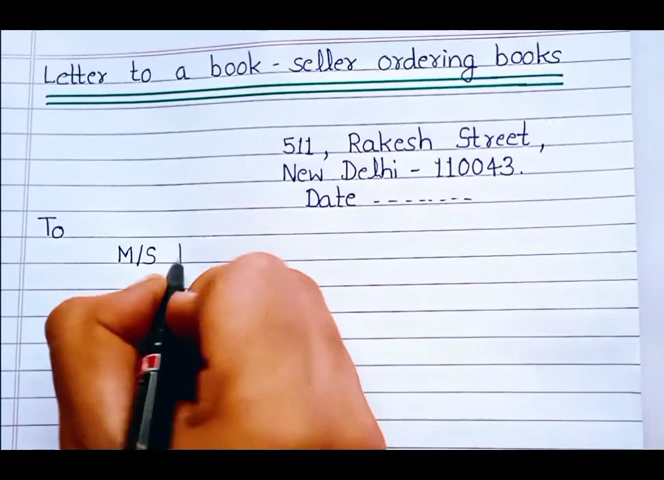 Letter to a book - seller ordering books
511, Rakesh Street,
New Delhi - 110043.
Date --------
To
M/S